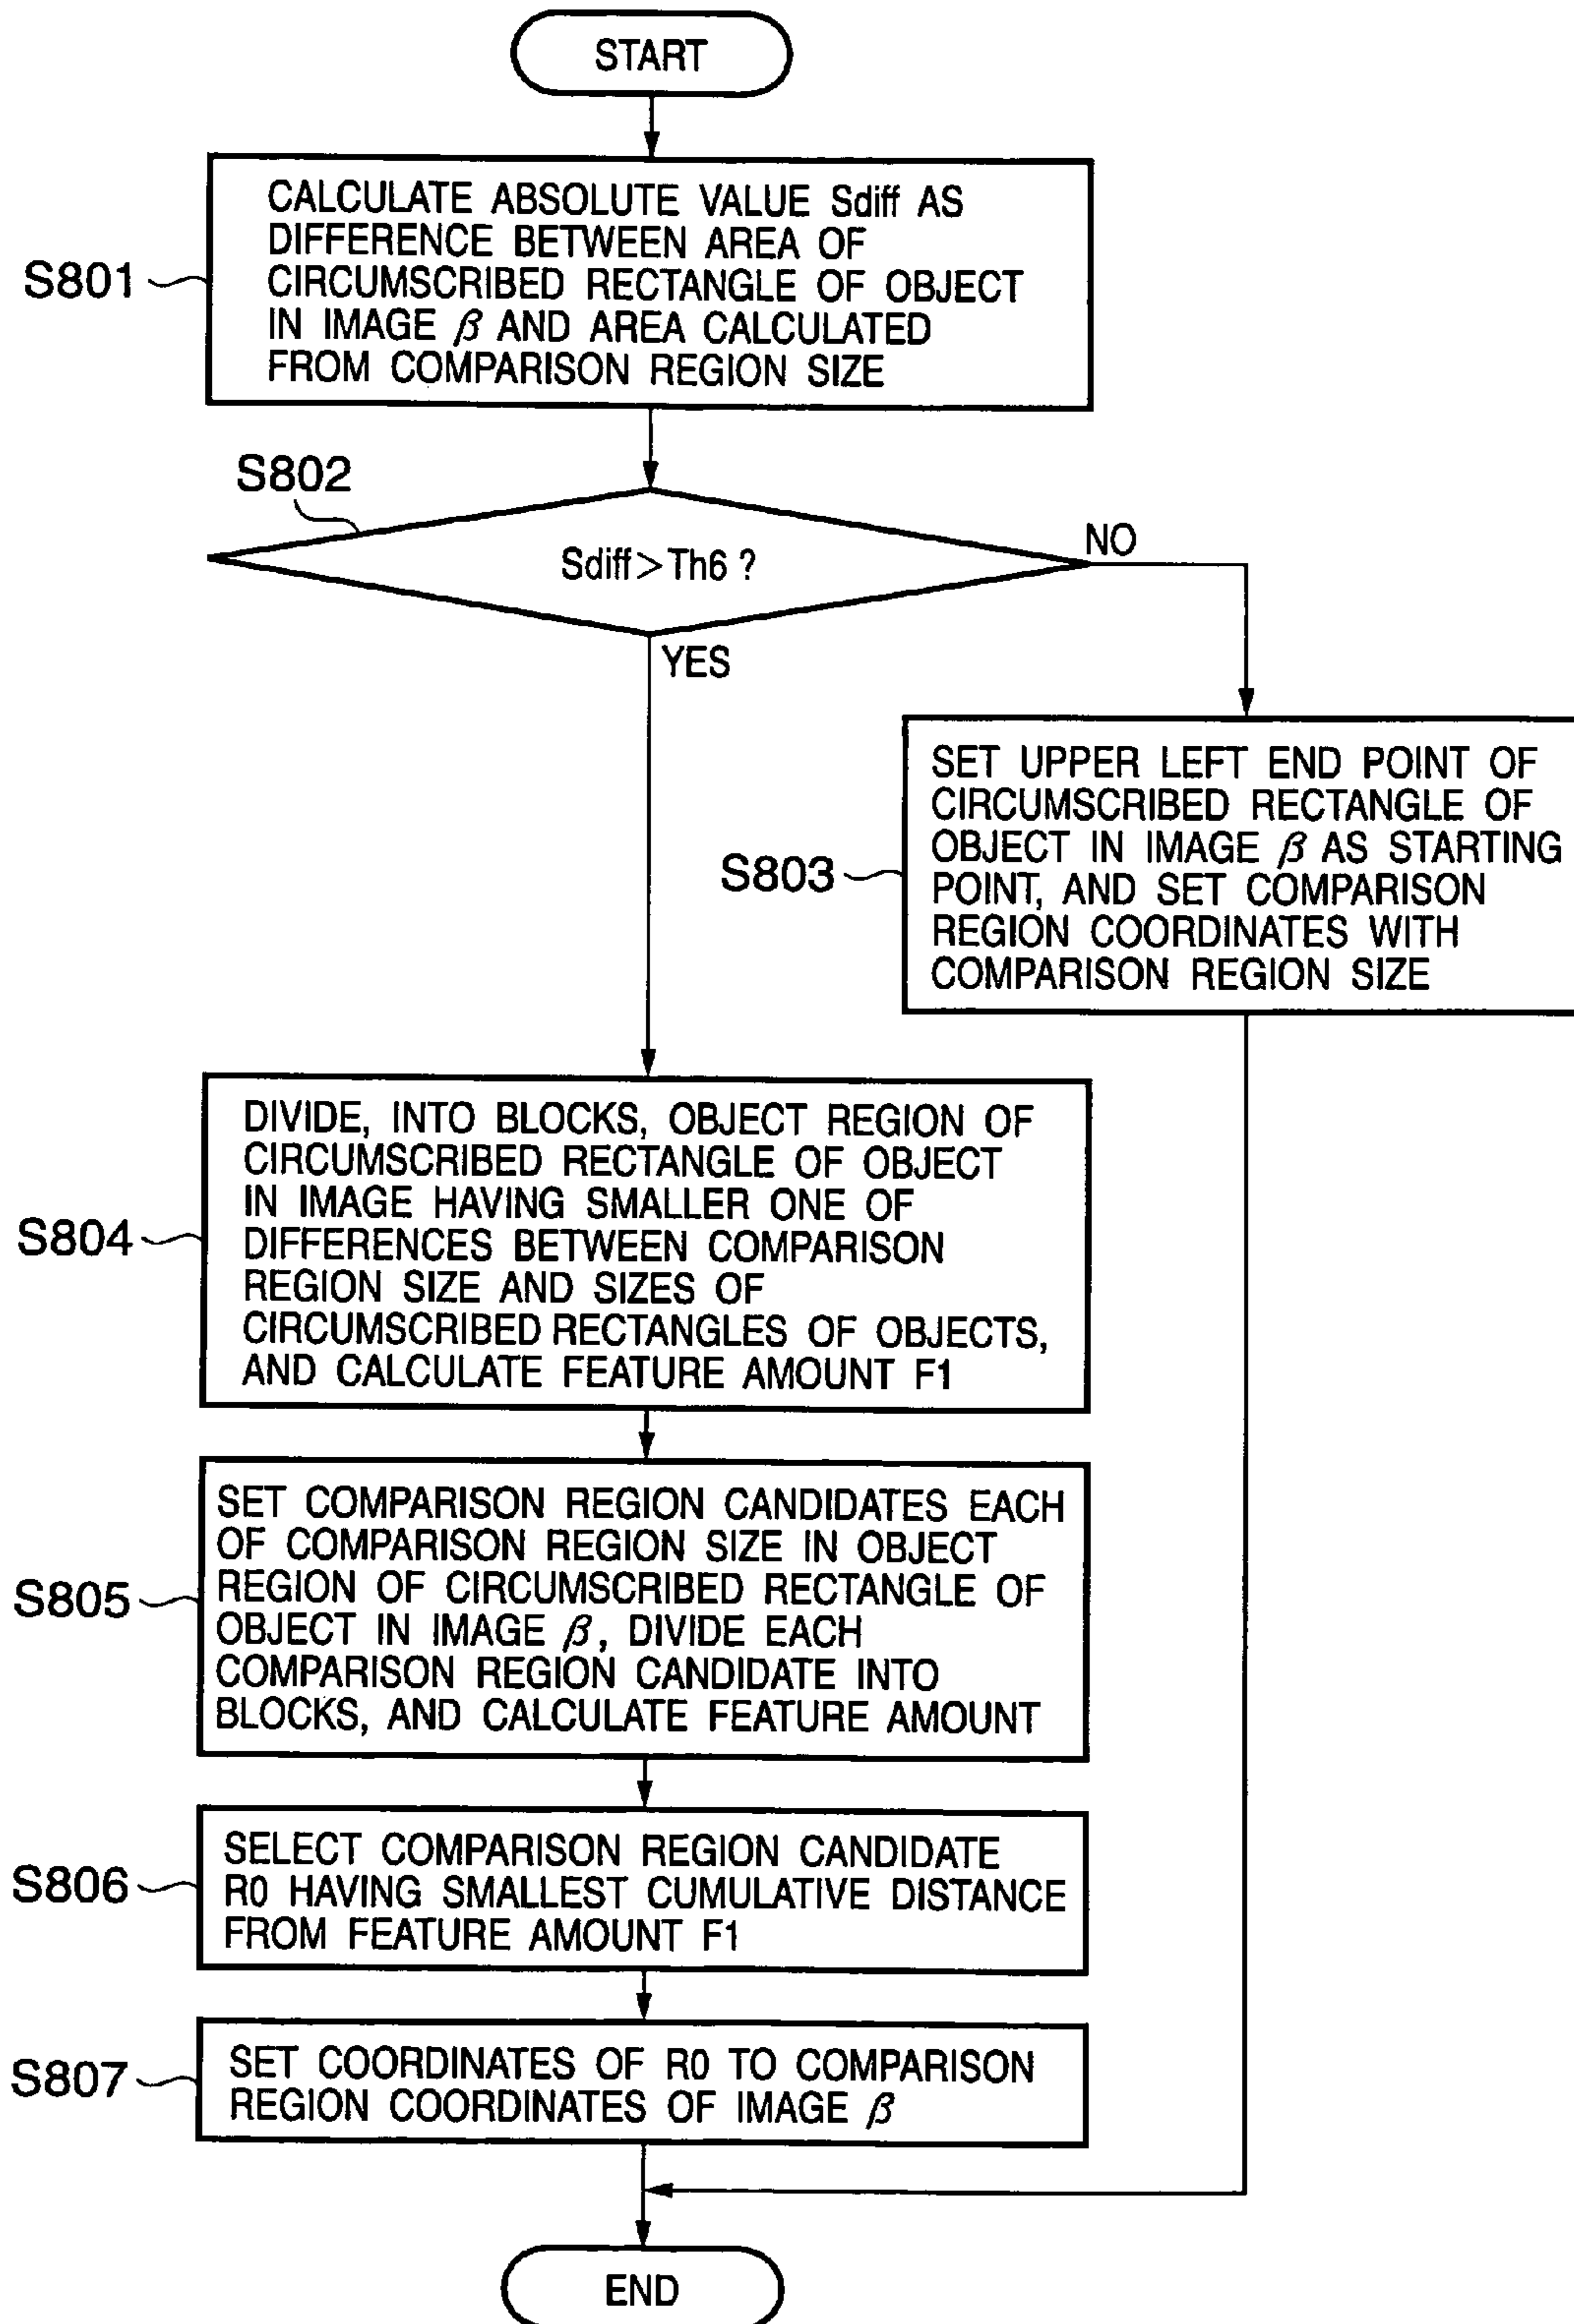 START
S801
CALCULATE ABSOLUTE VALUE Sdiff AS
DIFFERENCE BETWEEN AREA OF
CIRCUMSCRIBED RECTANGLE OF OBJECT
IN IMAGE β AND AREA CALCULATED
FROM COMPARISON REGION SIZE
S802
Sdiff>Th6 ?
NO
YES
S803
SET UPPER LEFT END POINT OF
CIRCUMSCRIBED RECTANGLE OF
OBJECT IN IMAGE β AS STARTING
POINT, AND SET COMPARISON
REGION COORDINATES WITH
COMPARISON REGION SIZE
S804
DIVIDE, INTO BLOCKS, OBJECT REGION OF
CIRCUMSCRIBED RECTANGLE OF OBJECT
IN IMAGE HAVING SMALLER ONE OF
DIFFERENCES BETWEEN COMPARISON
REGION SIZE AND SIZES OF
CIRCUMSCRIBED RECTANGLES OF OBJECTS,
AND CALCULATE FEATURE AMOUNT F1
S805
SET COMPARISON REGION CANDIDATES EACH
OF COMPARISON REGION SIZE IN OBJECT
REGION OF CIRCUMSCRIBED RECTANGLE OF
OBJECT IN IMAGE β, DIVIDE EACH
COMPARISON REGION CANDIDATE INTO
BLOCKS, AND CALCULATE FEATURE AMOUNT
S806
SELECT COMPARISON REGION CANDIDATE
R0 HAVING SMALLEST CUMULATIVE DISTANCE
FROM FEATURE AMOUNT F1
S807
SET COORDINATES OF R0 TO COMPARISON
REGION COORDINATES OF IMAGE β
END